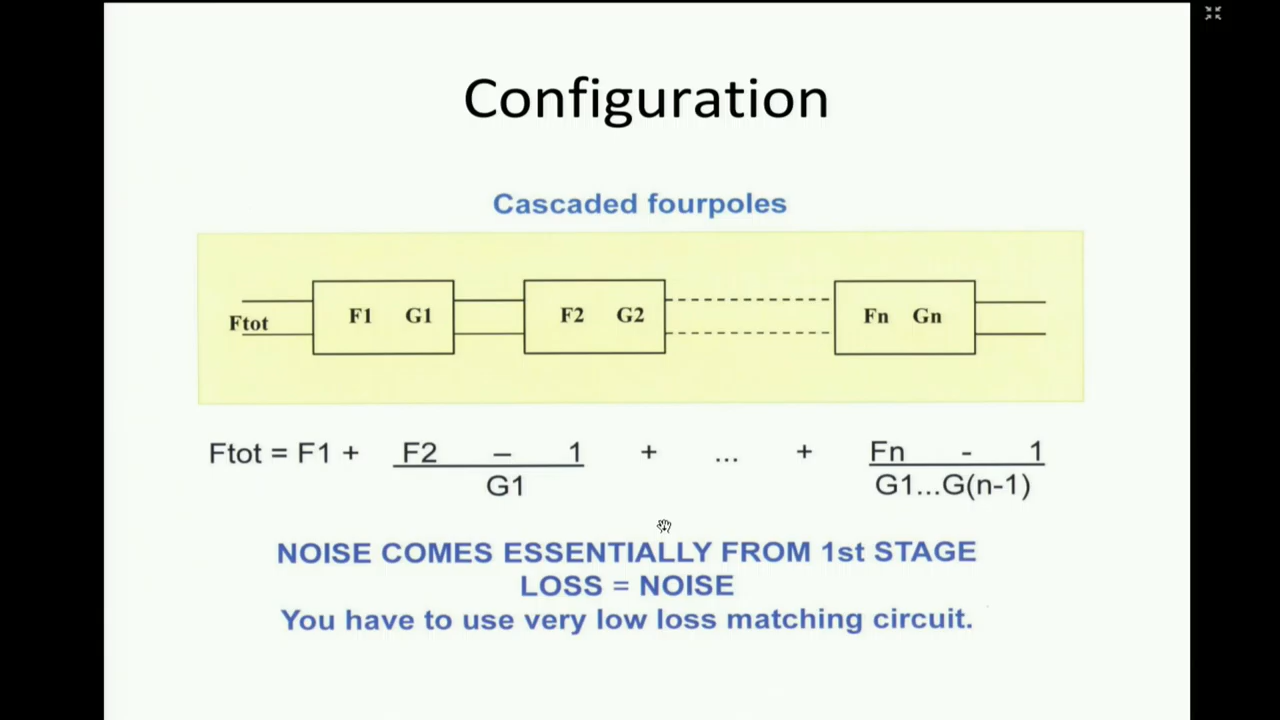 Configuration
Cascaded fourpoles
Ftot F1 G1 F2 G2 Fn Gn
Ftot = F1 + F2 – 1 + ... + Fn - 1
G1 G1...G(n-1)
NOISE COMES ESSENTIALLY FROM 1st STAGE
LOSS = NOISE
You have to use very low loss matching circuit.